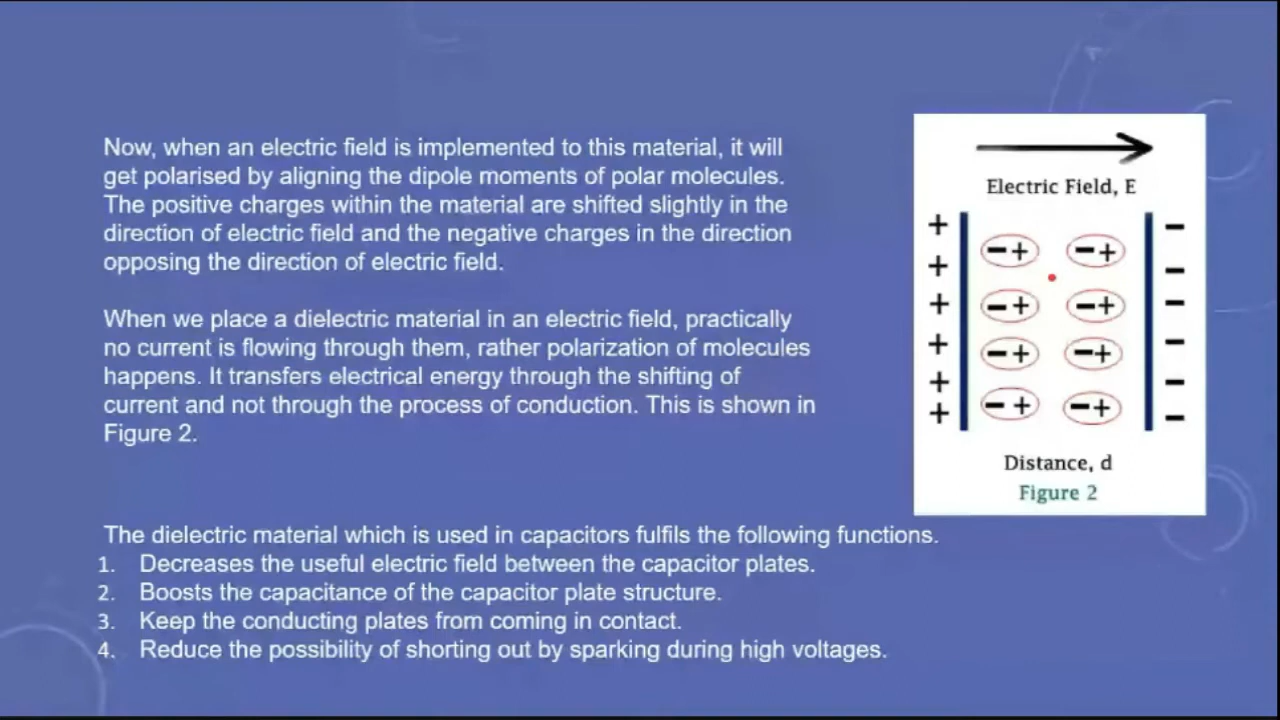 Now, when an electric field is implemented to this material, it will
get polarised by aligning the dipole moments of polar molecules.
The positive charges within the material are shifted slightly in the
direction of electric field and the negative charges in the direction
opposing the direction of electric field.
When we place a dielectric material in an electric field, practically
no current is flowing through them, rather polarization of molecules
happens. It transfers electrical energy through the shifting of
current and not through the process of conduction. This is shown in
Figure 2.
The dielectric material which is used in capacitors fulfils the following functions.
1. Decreases the useful electric field between the capacitor plates.
2. Boosts the capacitance of the capacitor plate structure.
3. Keep the conducting plates from coming in contact.
4. Reduce the possibility of shorting out by sparking during high voltages.
Electric Field, E
+ −+ −+ −
+ −
+ −+ −+ −
+ −+ −+ −
+ −
+ −+ −+ −
Distance, d
Figure 2